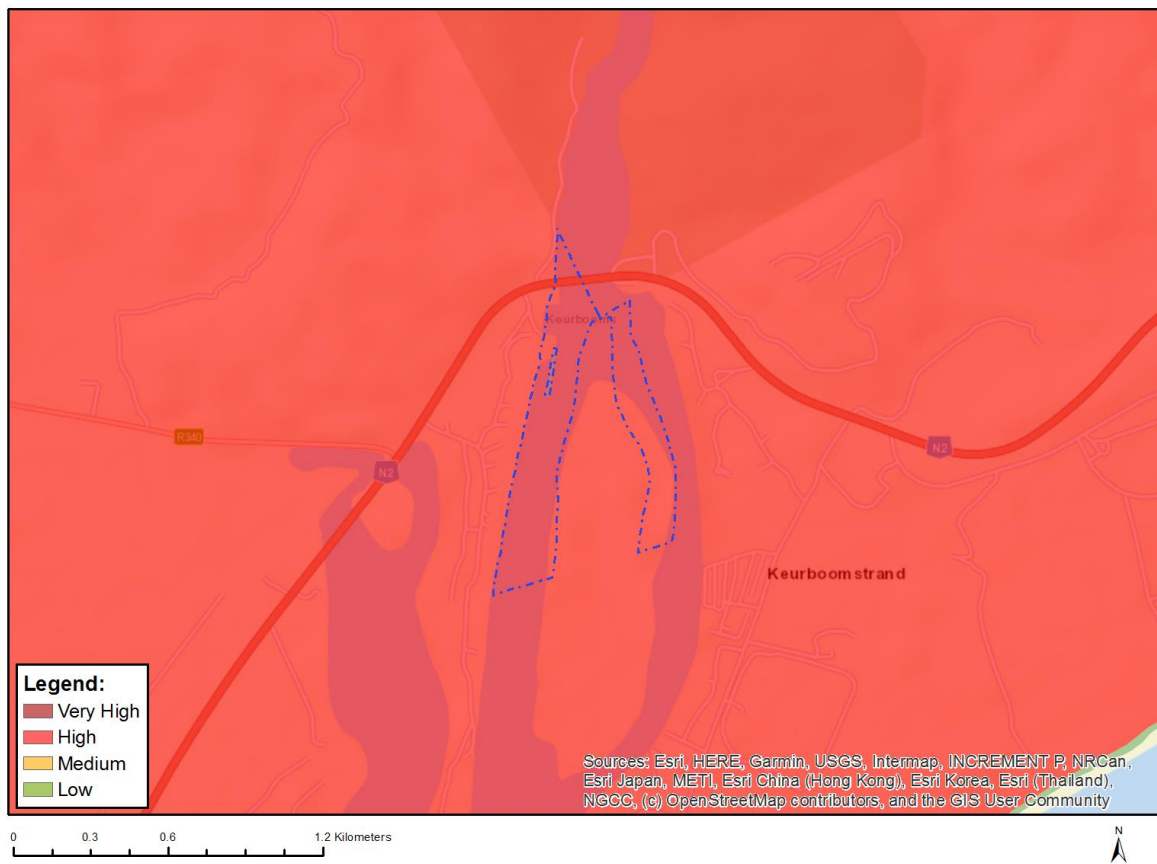 Keurbooms
R340
N2
N2
Keurboomstrand
Legend:
Very High
High
Medium
Low
Sources: Esri, HERE, Garmin, USGS, Intermap, INCREMENT P, NRCan,
Esri Japan, METI, Esri China (Hong Kong), Esri Korea, Esri (Thailand),
NGCC, (c) OpenStreetMap contributors, and the GIS User Community
0 0.3 0.6 1.2 Kilometers
N